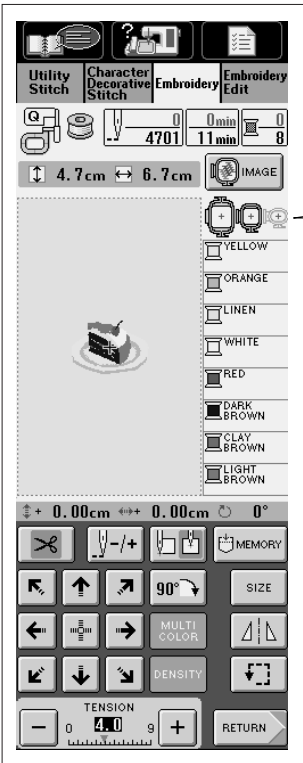 Utility Stitch
Character Decorative Stitch
Embroidery
Embroidery Edit
Q
0
4701
0min
11min
0
8
4.7cm
6.7cm
IMAGE
YELLOW
ORANGE
LINEN
WHITE
RED
DARK BROWN
CLAY BROWN
LIGHT BROWN
+ 0.00cm
+ 0.00cm
0°
-/+
MEMORY
90°
SIZE
MULTI COLOR
DENSITY
TENSION
-
0
4.0
9
+
RETURN